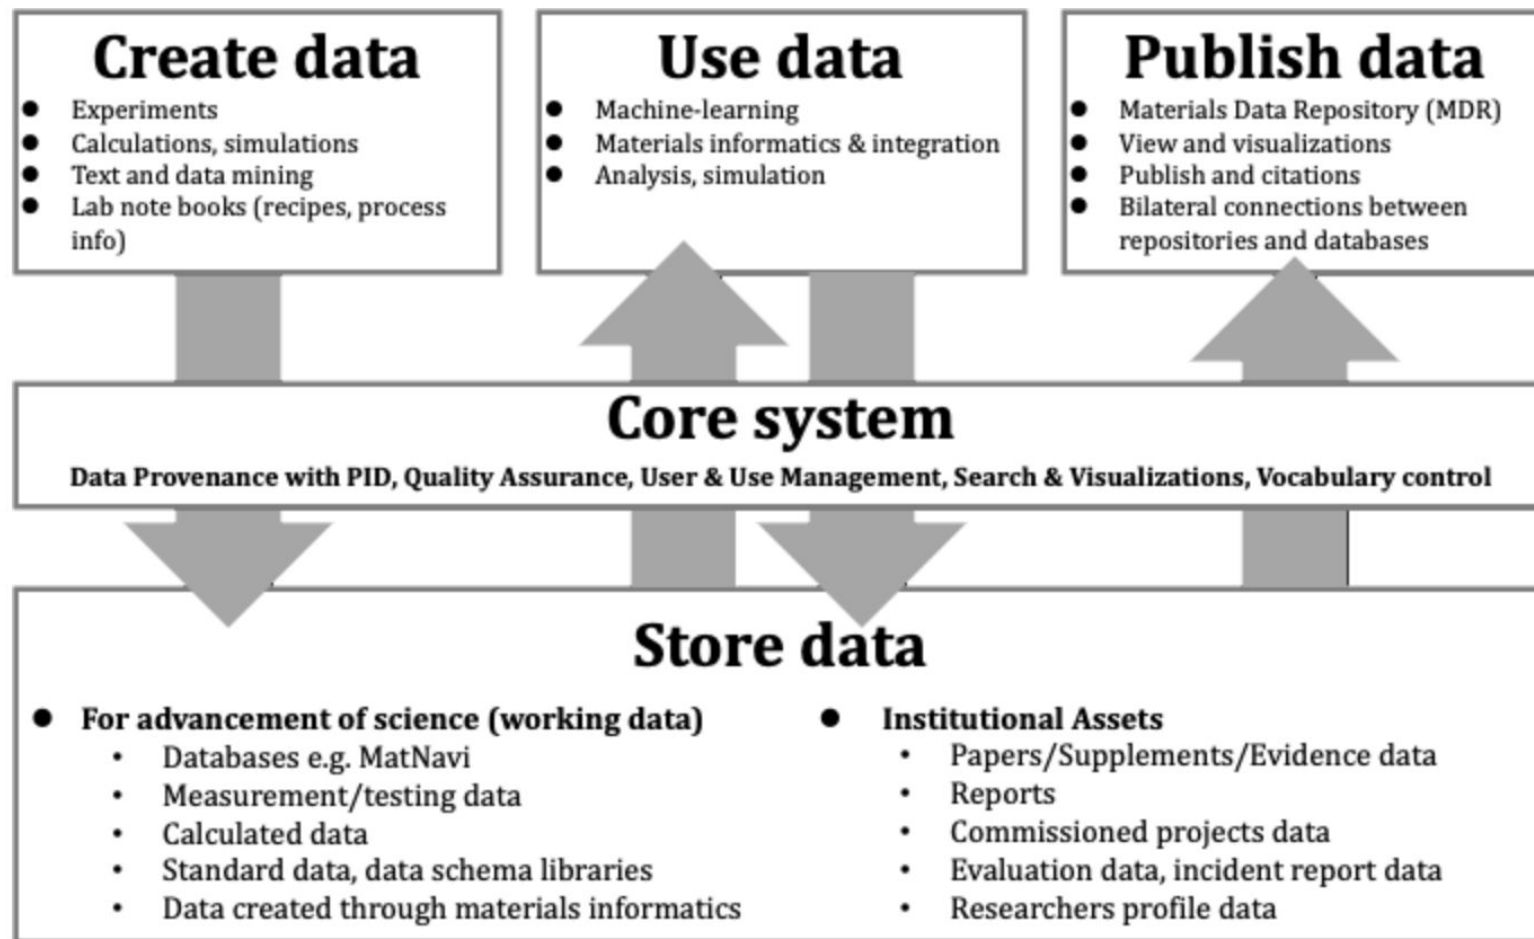 Create data
● Experiments
● Calculations, simulations
● Text and data mining
● Lab note books (recipes, process
info)
Use data
● Machine-learning
● Materials informatics & integration
● Analysis, simulation
Publish data
● Materials Data Repository (MDR)
● View and visualizations
● Publish and citations
● Bilateral connections between
repositories and databases
Core system
Data Provenance with PID, Quality Assurance, User & Use Management, Search & Visualizations, Vocabulary control
Store data
● For advancement of science (working data)
• Databases e.g. MatNavi
• Measurement/testing data
• Calculated data
• Standard data, data schema libraries
• Data created through materials informatics
● Institutional Assets
• Papers/Supplements/Evidence data
• Reports
• Commissioned projects data
• Evaluation data, incident report data
• Researchers profile data